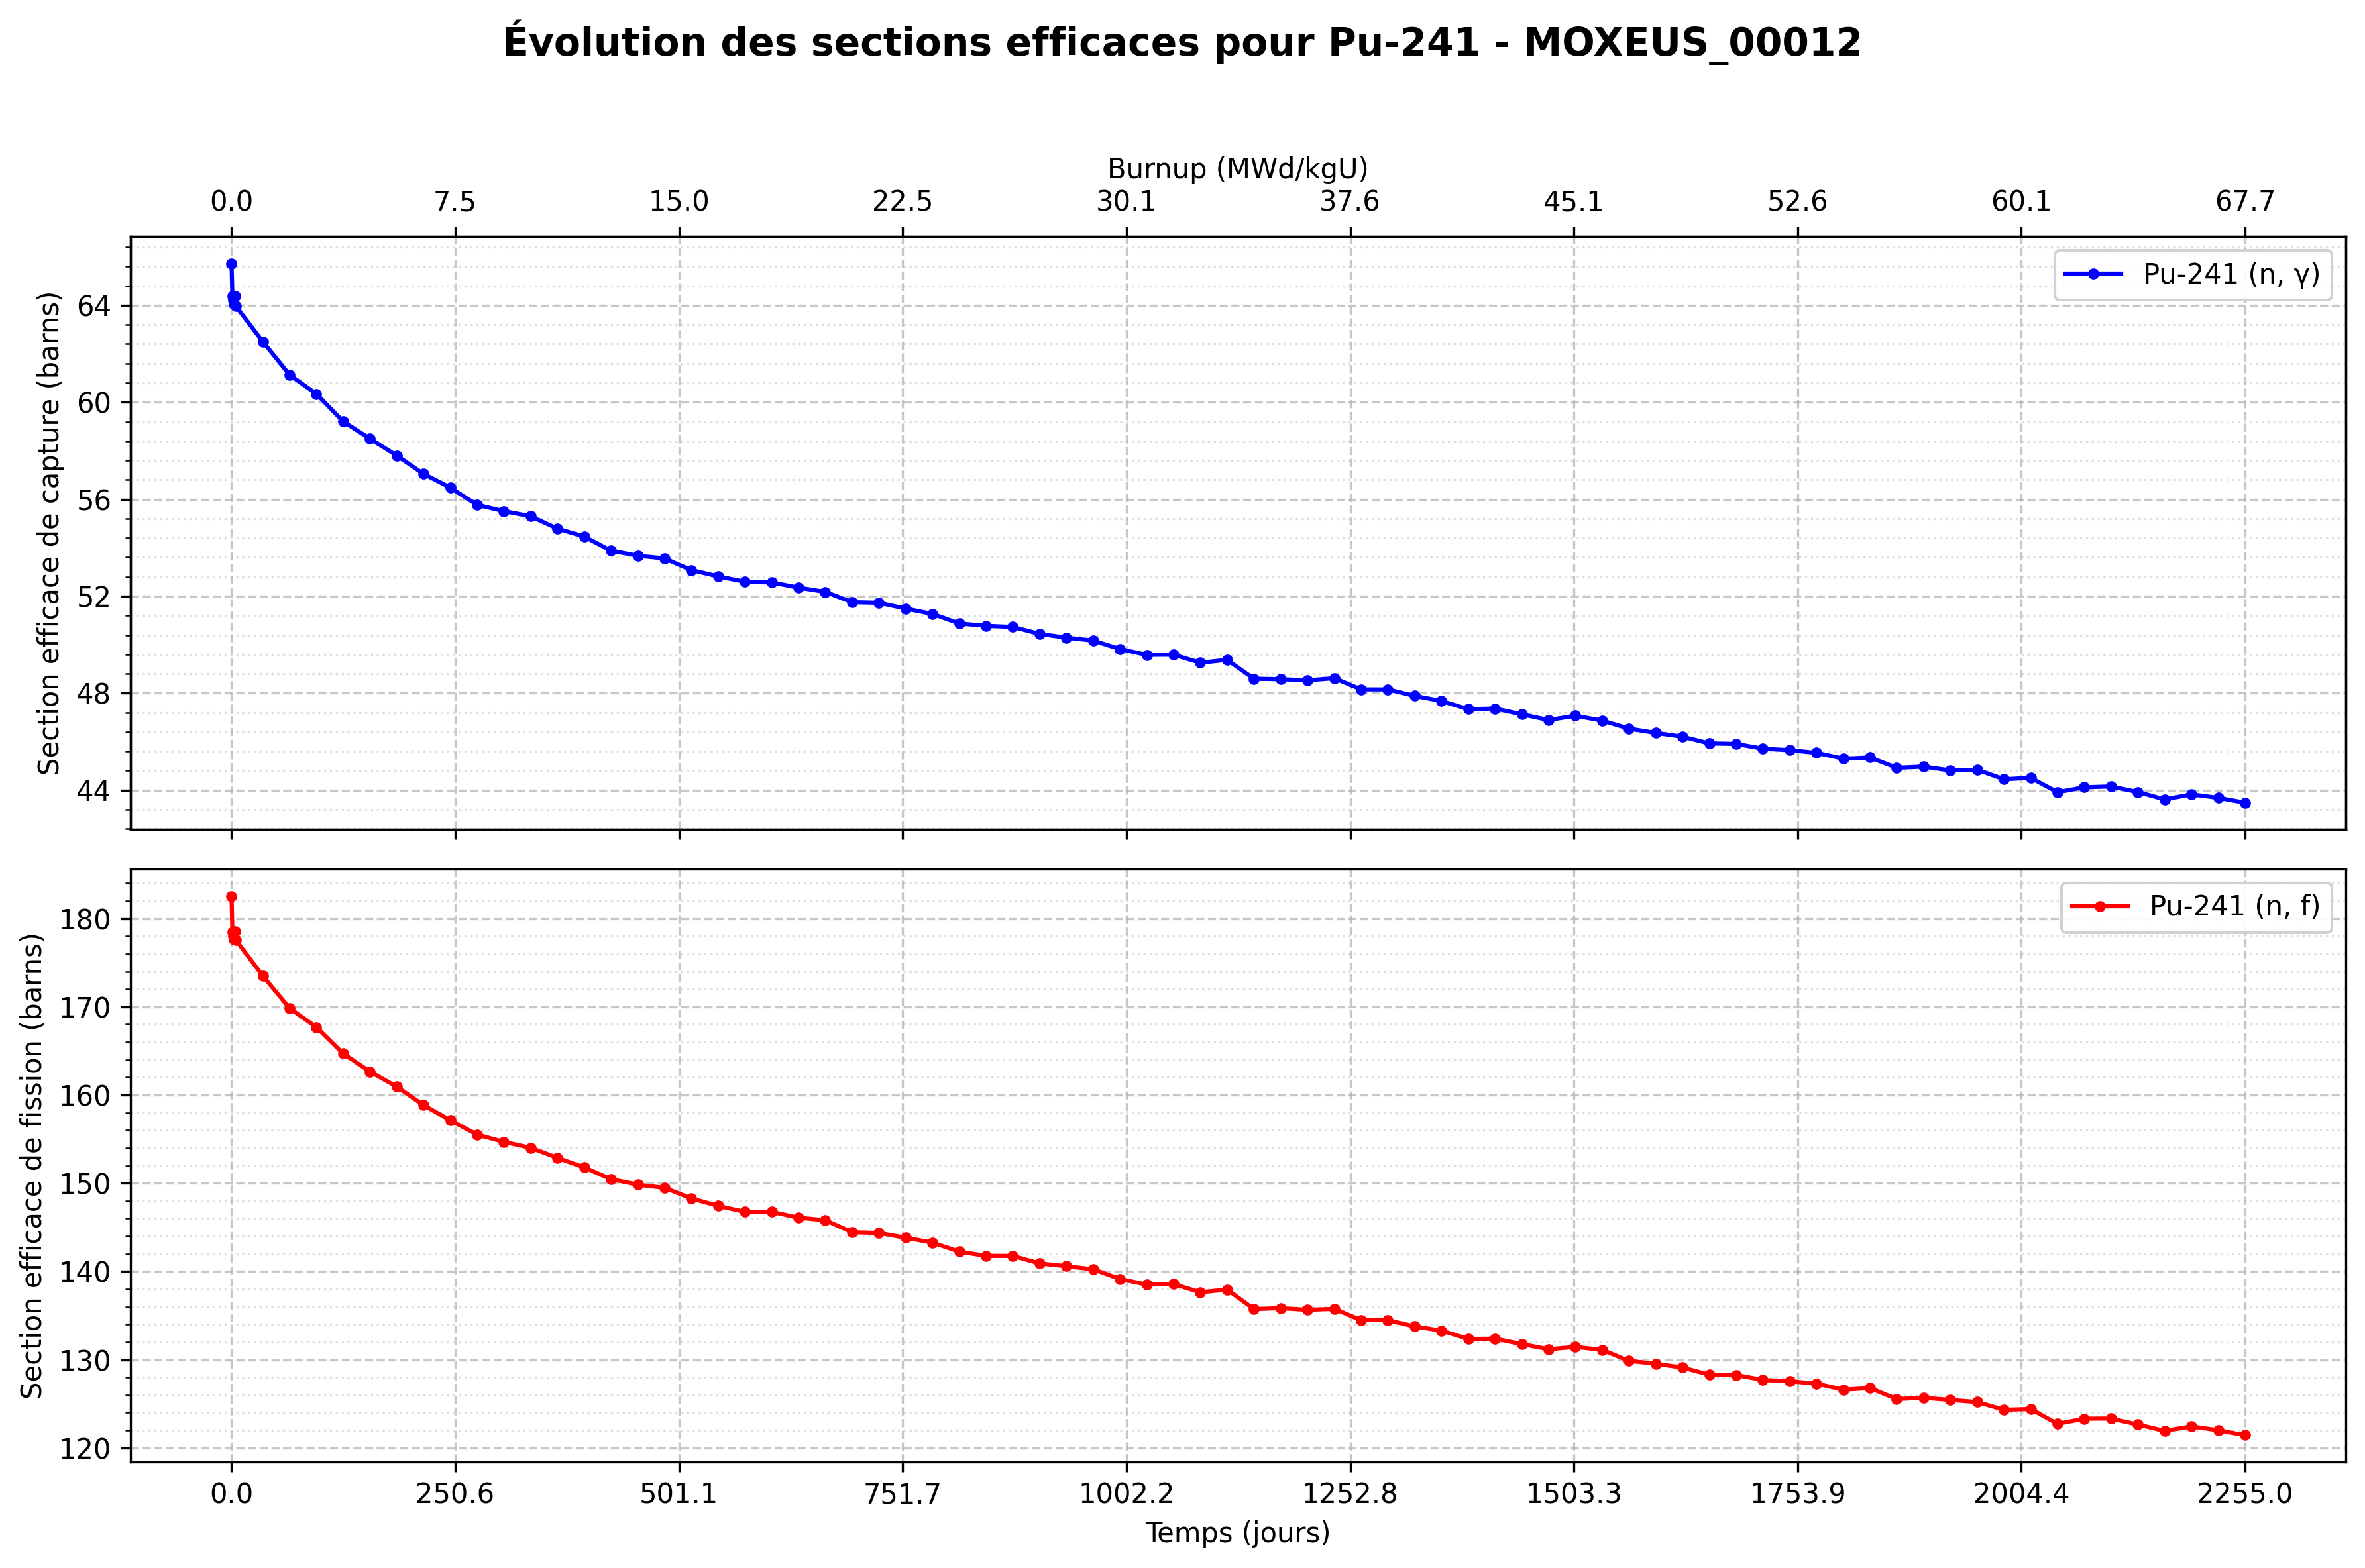 Évolution des sections efficaces pour Pu-241 - MOXEUS_00012
Burnup (MWd/kgU)
0.0 7.5 15.0 22.5 30.1 37.6 45.1 52.6 60.1 67.7
Section efficace de capture (barns)
64
60
56
52
48
44
Pu-241 (n, γ)
Section efficace de fission (barns)
180
170
160
150
140
130
120
Pu-241 (n, f)
0.0 250.6 501.1 751.7 1002.2 1252.8 1503.3 1753.9 2004.4 2255.0
Temps (jours)